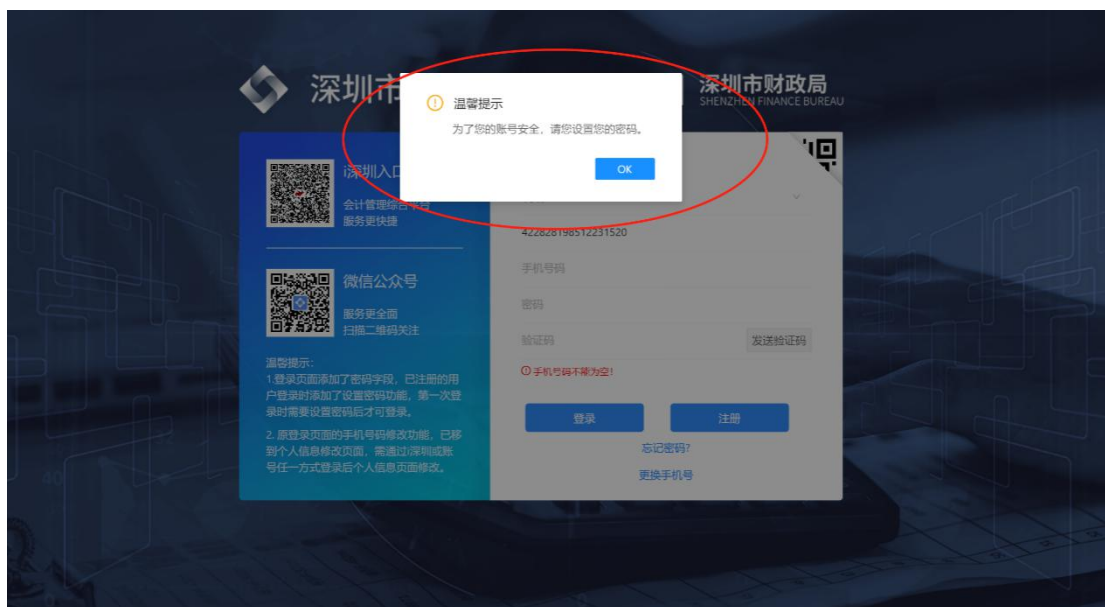 深圳市
深圳市财政局
SHENZHEN FINANCE BUREAU
温馨提示
为了您的账号安全，请您设置您的密码。
OK
i深圳入口
会计管理综合平台
服务更快捷
422828198512231520
手机号码
微信公众号
密码
服务更全面
扫描二维码关注
验证码
发送验证码
温馨提示:
1.登录页面添加了密码字段，已注册的用
户登录时添加了设置密码功能，第一次登
录时需要设置密码后才可登录。
手机号码不能为空!
登录
注册
2. 原登录页面的手机号码修改功能，已移
到个人信息修改页面，需通过i深圳或账
号任一方式登录后个人信息页面修改。
忘记密码?
更换手机号